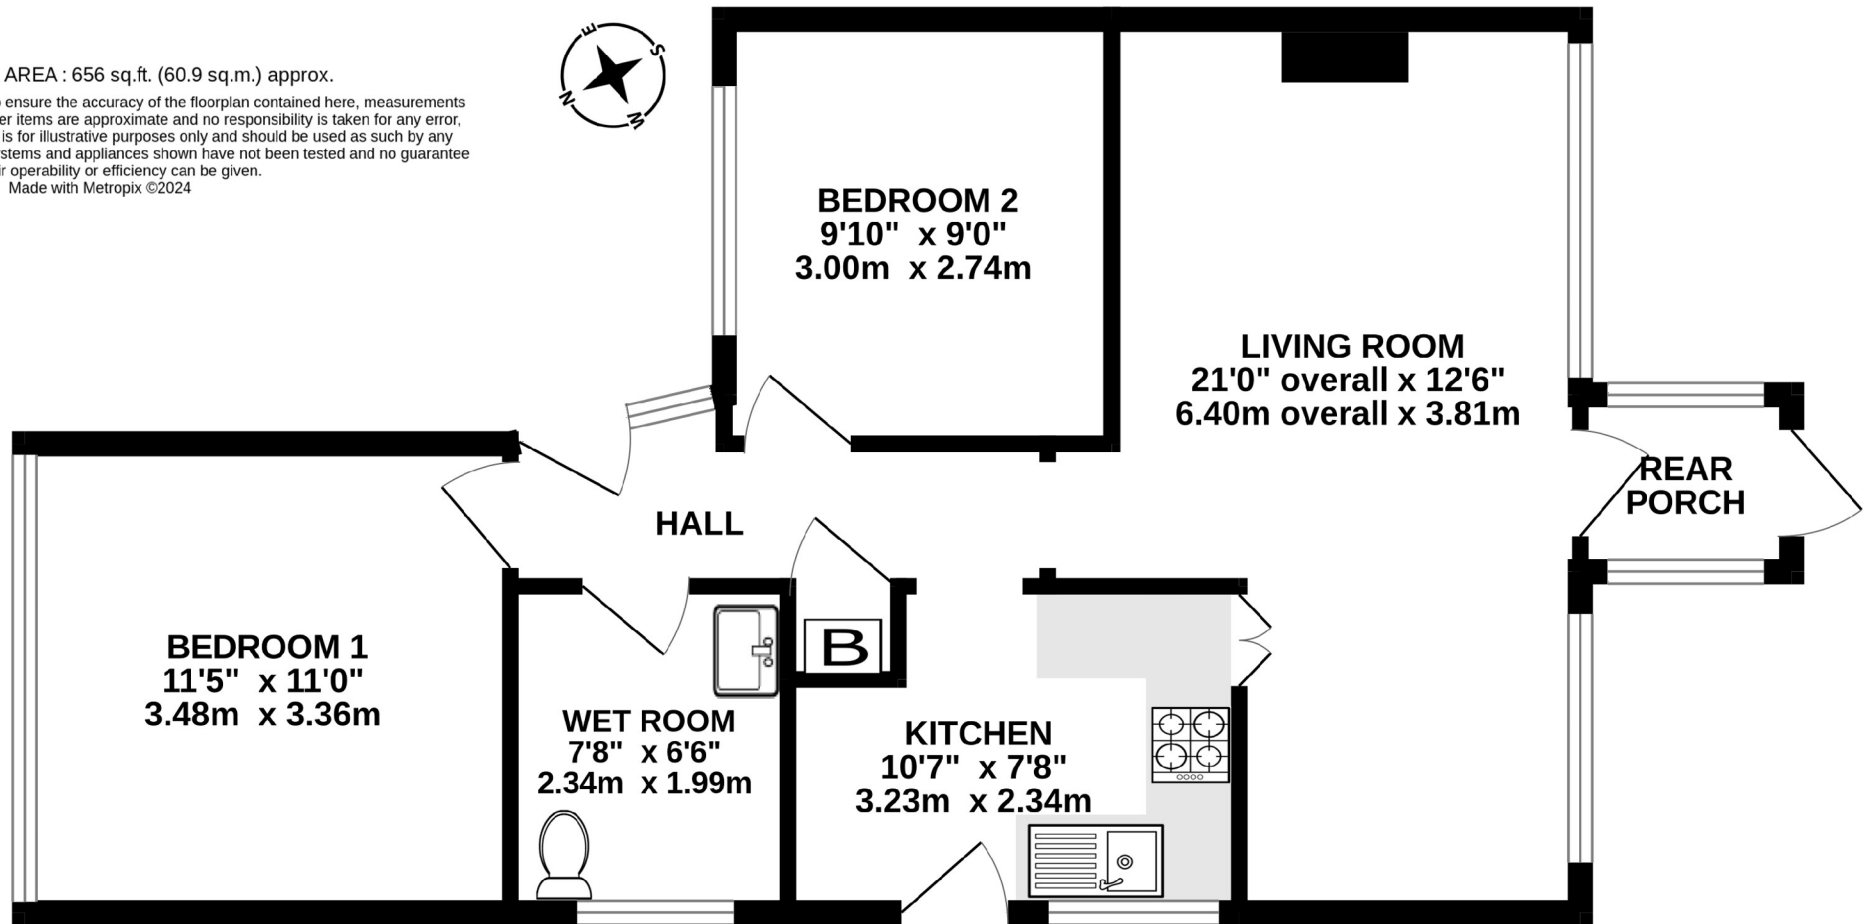 AREA : 656 sq.ft. (60.9 sq.m.) approx.
ensure the accuracy of the floorplan contained here, measurements
er items are approximate and no responsibility is taken for any error,
is for illustrative purposes only and should be used as such by any
stems and appliances shown have not been tested and no guarantee
ir operability or efficiency can be given.
Made with Metropix ©2024
E
S
N
W
BEDROOM 2
9'10" x 9'0"
3.00m x 2.74m
LIVING ROOM
21'0" overall x 12'6"
6.40m overall x 3.81m
REAR
PORCH
HALL
BEDROOM 1
11'5" x 11'0"
3.48m x 3.36m
B
WET ROOM
7'8" x 6'6"
2.34m x 1.99m
KITCHEN
10'7" x 7'8"
3.23m x 2.34m